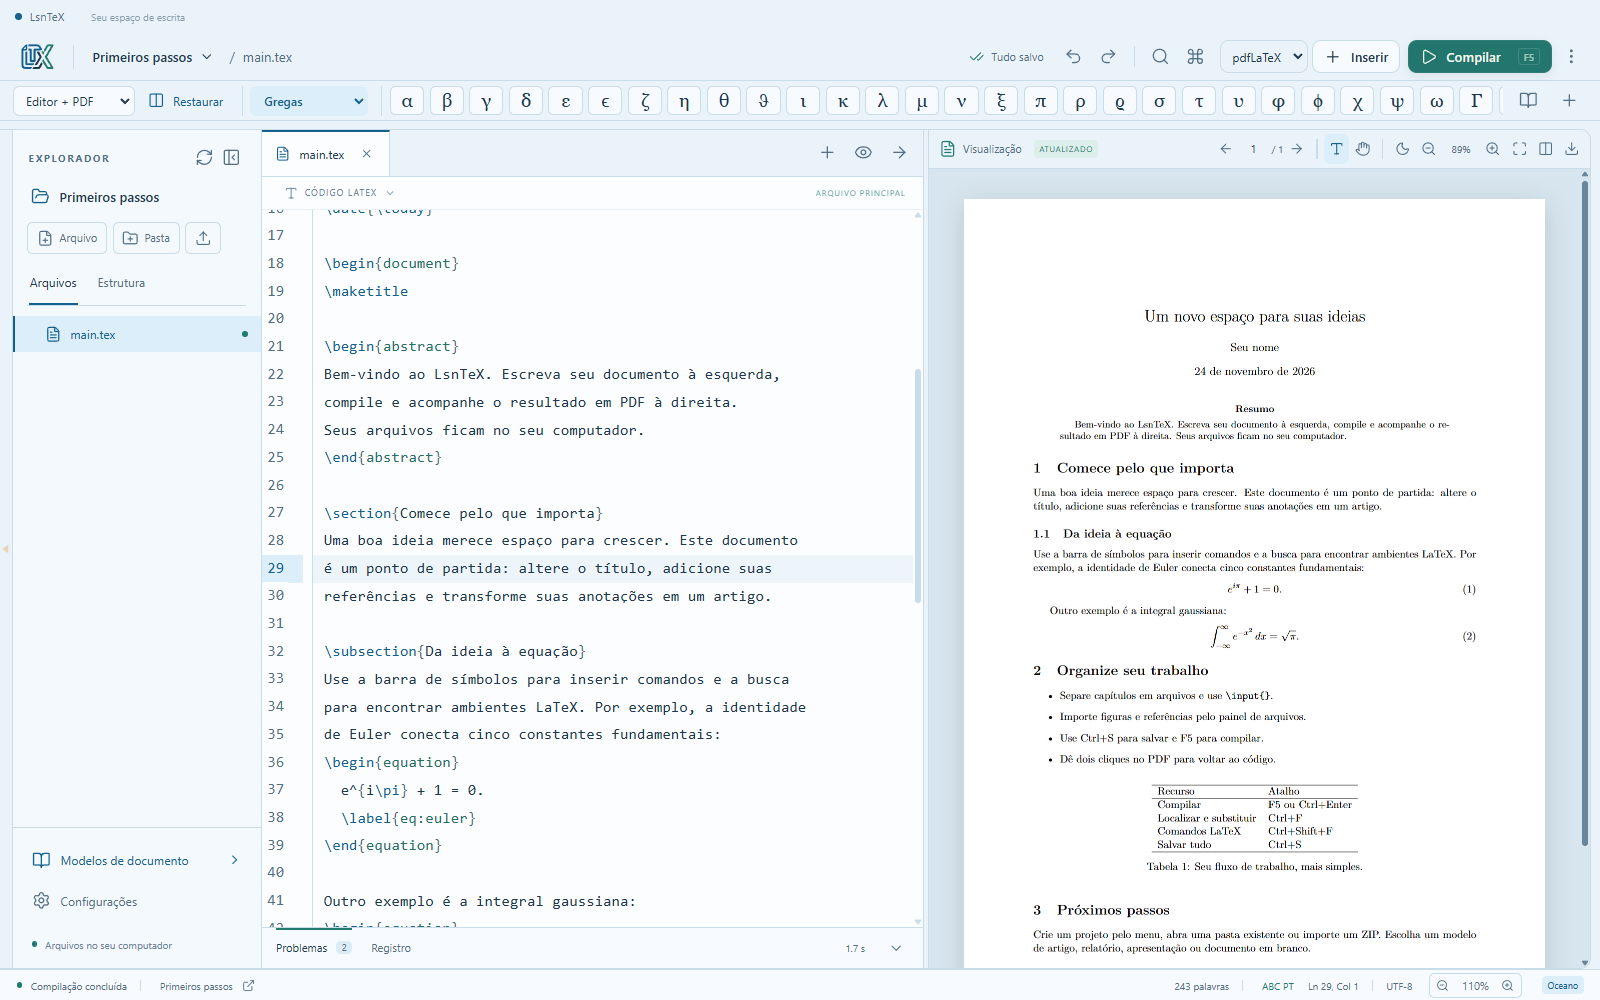 LsnTeX Seu espaço de escrita
Primeiros passos / main.tex Tudo salvo pdfLaTeX Inserir Compilar F5
Editor + PDF Restaurar Gregas α β γ δ ε ϵ ζ η θ ϑ ι κ λ μ ν ξ π ρ ϱ σ τ υ φ ϕ χ ψ ω Γ
EXPLORADOR
Primeiros passos
Arquivo Pasta
Arquivos Estrutura
main.tex
Modelos de documento
Configurações
Arquivos no seu computador
main.tex
CÓDIGO LATEX ARQUIVO PRINCIPAL
16 \date{\today}
17
18 \begin{document}
19 \maketitle
20
21 \begin{abstract}
22 Bem-vindo ao LsnTeX. Escreva seu documento à esquerda,
23 compile e acompanhe o resultado em PDF à direita.
24 Seus arquivos ficam no seu computador.
25 \end{abstract}
26
27 \section{Comece pelo que importa}
28 Uma boa ideia merece espaço para crescer. Este documento
29 é um ponto de partida: altere o título, adicione suas
30 referências e transforme suas anotações em um artigo.
31
32 \subsection{Da ideia à equação}
33 Use a barra de símbolos para inserir comandos e a busca
34 para encontrar ambientes LaTeX. Por exemplo, a identidade
35 de Euler conecta cinco constantes fundamentais:
36 \begin{equation}
37 e^{i\pi} + 1 = 0.
38 \label{eq:euler}
39 \end{equation}
40
41 Outro exemplo é a integral gaussiana:
42 \begin{equation}
Problemas 2 Registro 1.7 s
Visualização ATUALIZADO 1 / 1 89%
Um novo espaço para suas ideias
Seu nome
24 de novembro de 2026
Resumo
Bem-vindo ao LsnTeX. Escreva seu documento à esquerda, compile e acompanhe o re-
sultado em PDF à direita. Seus arquivos ficam no seu computador.
1 Comece pelo que importa
Uma boa ideia merece espaço para crescer. Este documento é um ponto de partida: altere o
título, adicione suas referências e transforme suas anotações em um artigo.
1.1 Da ideia à equação
Use a barra de símbolos para inserir comandos e a busca para encontrar ambientes LaTeX. Por
exemplo, a identidade de Euler conecta cinco constantes fundamentais:
e^{iπ} + 1 = 0. (1)
Outro exemplo é a integral gaussiana:
∫_{−∞}^{∞} e^{−x²} dx = √π. (2)
2 Organize seu trabalho
• Separe capítulos em arquivos e use \input{}.
• Importe figuras e referências pelo painel de arquivos.
• Use Ctrl+S para salvar e F5 para compilar.
• Dê dois cliques no PDF para voltar ao código.
Recurso Atalho
Compilar F5 ou Ctrl+Enter
Localizar e substituir Ctrl+F
Comandos LaTeX Ctrl+Shift+F
Salvar tudo Ctrl+S
Tabela 1: Seu fluxo de trabalho, mais simples.
3 Próximos passos
Crie um projeto pelo menu, abra uma pasta existente ou importe um ZIP. Escolha um modelo
de artigo, relatório, apresentação ou documento em branco.
Compilação concluída Primeiros passos 243 palavras ABC PT Ln 29, Col 1 UTF-8 110% Oceano